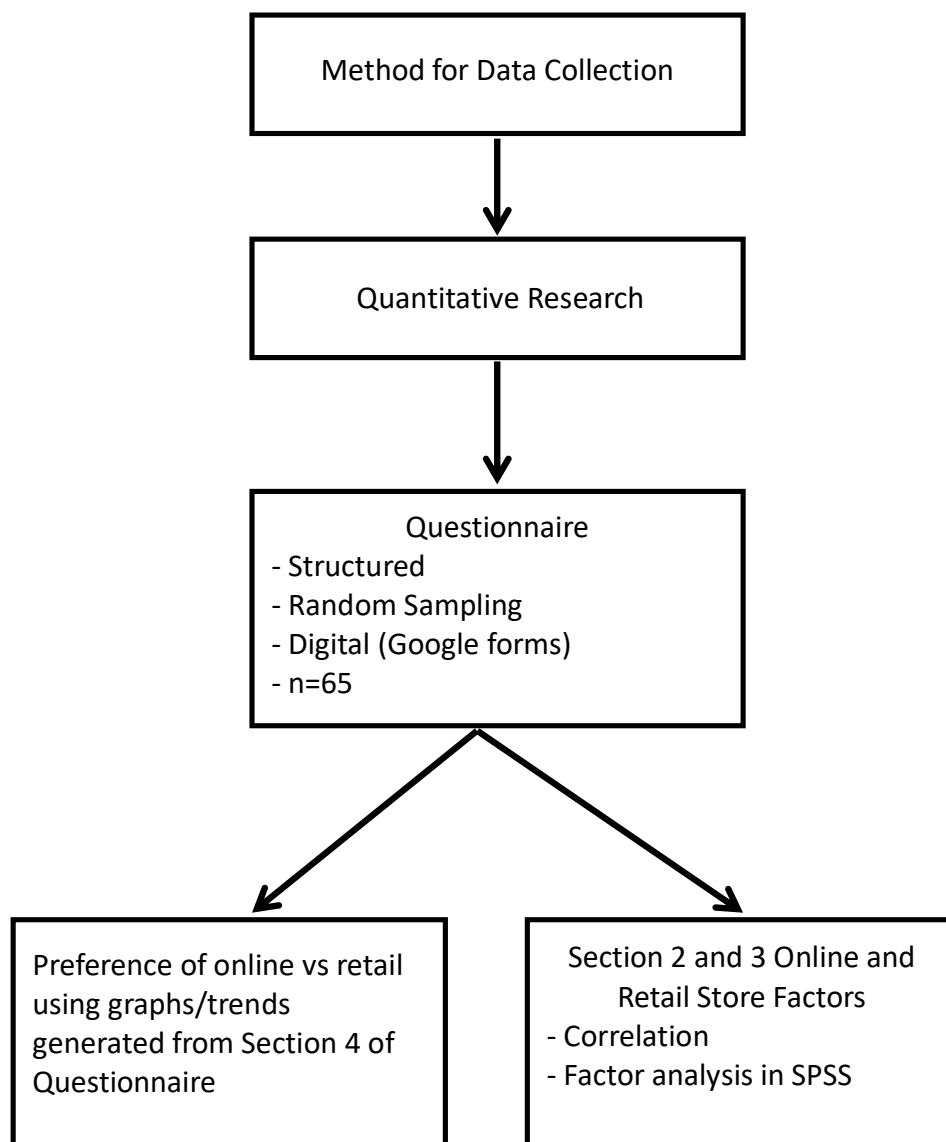 Method for Data Collection
Quantitative Research
Questionnaire
- Structured
- Random Sampling
- Digital (Google forms)
- n=65
Preference of online vs retail
using graphs/trends
generated from Section 4 of
Questionnaire
Section 2 and 3 Online and
Retail Store Factors
- Correlation
- Factor analysis in SPSS